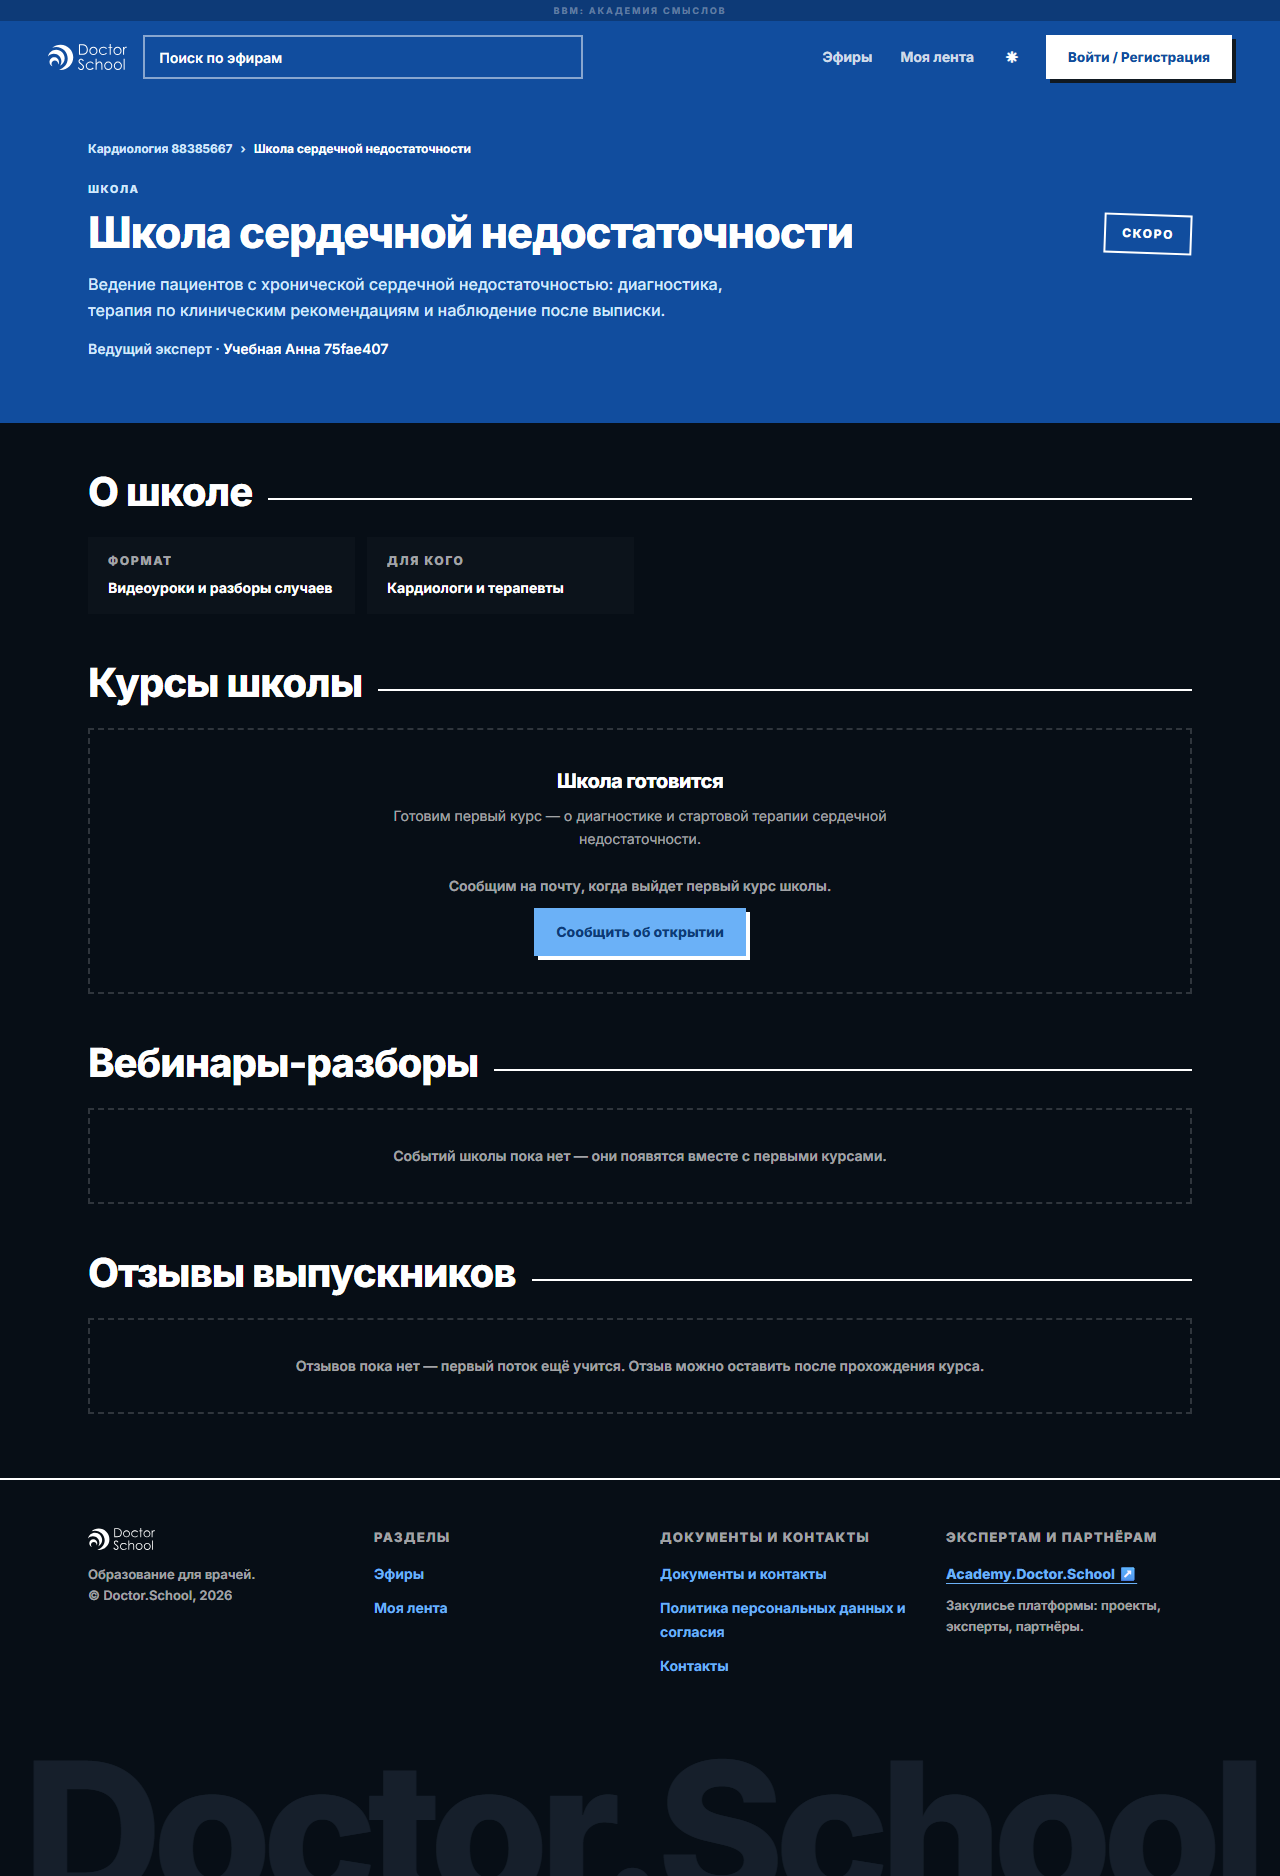 ВВМ: АКАДЕМИЯ СМЫСЛОВ
Doctor
School
Поиск по эфирам
Эфиры
Моя лента
Войти / Регистрация
Кардиология 88385667 › Школа сердечной недостаточности
ШКОЛА
Школа сердечной недостаточности
СКОРО
Ведение пациентов с хронической сердечной недостаточностью: диагностика,
терапия по клиническим рекомендациям и наблюдение после выписки.
Ведущий эксперт · Учебная Анна 75fae407
О школе
ФОРМАТ
Видеоуроки и разборы случаев
ДЛЯ КОГО
Кардиологи и терапевты
Курсы школы
Школа готовится
Готовим первый курс — о диагностике и стартовой терапии сердечной
недостаточности.
Сообщим на почту, когда выйдет первый курс школы.
Сообщить об открытии
Вебинары-разборы
Событий школы пока нет — они появятся вместе с первыми курсами.
Отзывы выпускников
Отзывов пока нет — первый поток ещё учится. Отзыв можно оставить после прохождения курса.
Doctor
School
Образование для врачей.
© Doctor.School, 2026
РАЗДЕЛЫ
Эфиры
Моя лента
ДОКУМЕНТЫ И КОНТАКТЫ
Документы и контакты
Политика персональных данных и
согласия
Контакты
ЭКСПЕРТАМ И ПАРТНЁРАМ
Academy.Doctor.School ↗
Закулисье платформы: проекты,
эксперты, партнёры.
Doctor.School